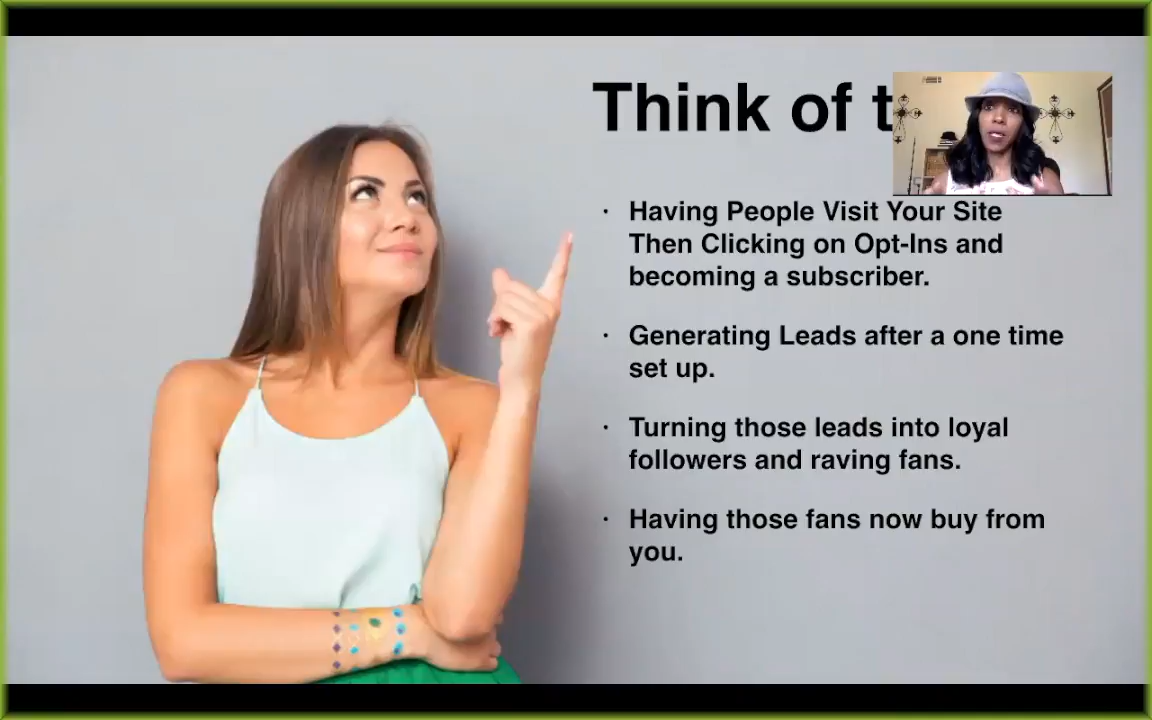 Think of t
· Having People Visit Your Site
Then Clicking on Opt-Ins and
becoming a subscriber.
· Generating Leads after a one time
set up.
· Turning those leads into loyal
followers and raving fans.
· Having those fans now buy from
you.